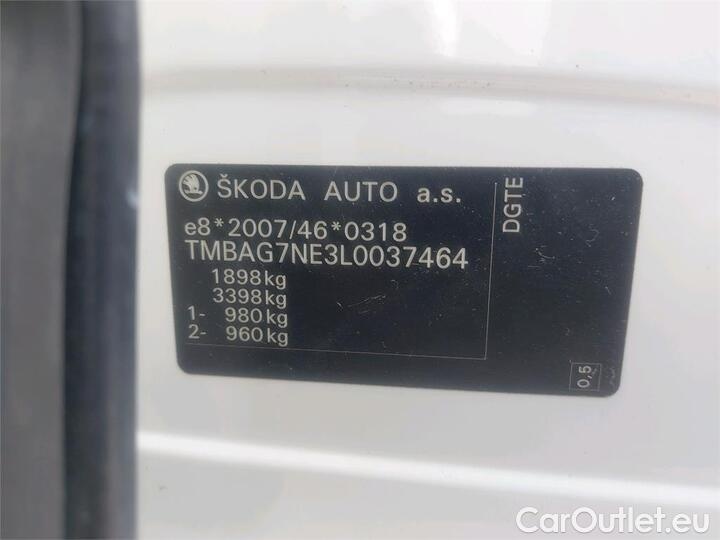 ŠKODA AUTO a.s.
e8*2007/46*0318
TMBAG7NE3L0037464
1898kg
3398kg
1- 980kg
2- 960kg
DGTE
0,5
CarOutlet.eu